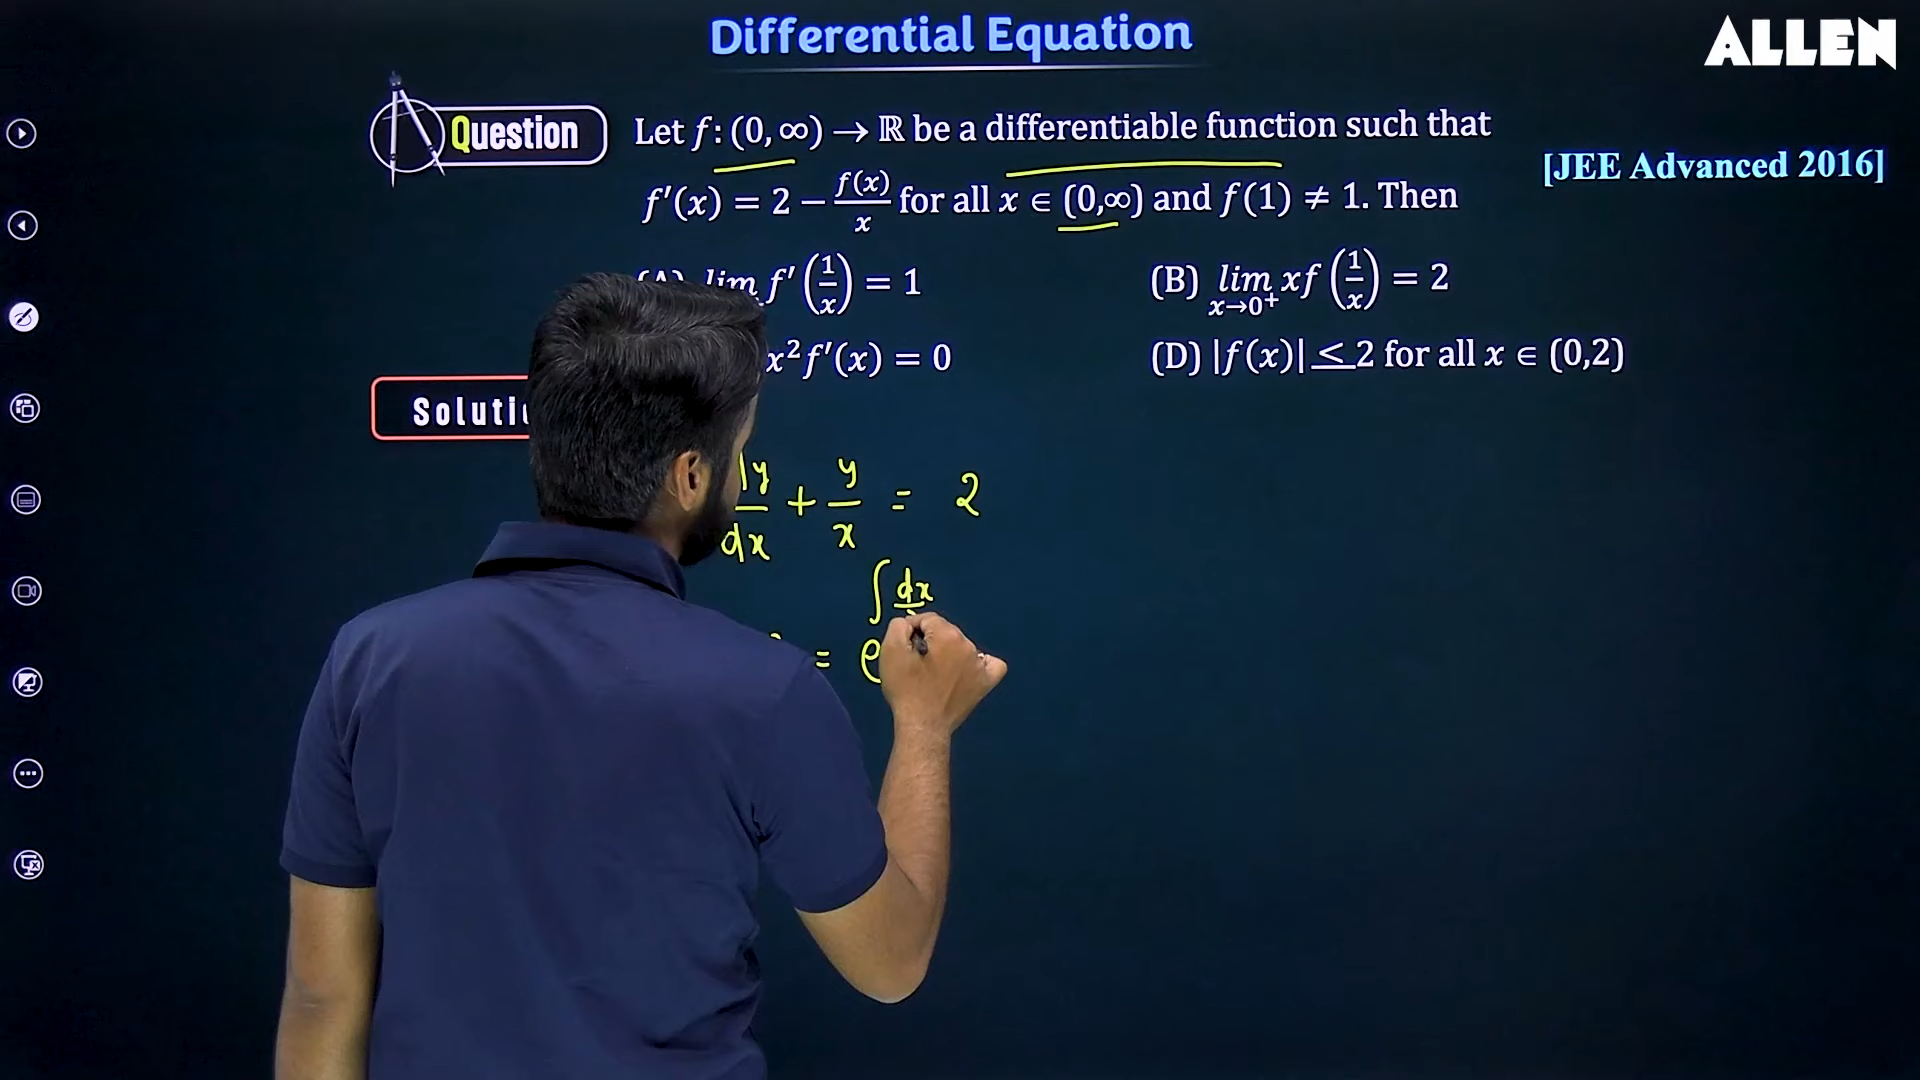 Differential Equation
ALLEN
Question
Let f: (0, ∞) → ℝ be a differentiable function such that
[JEE Advanced 2016]
f′(x) = 2 − f(x)/x for all x ∈ (0,∞) and f(1) ≠ 1. Then
(A) lim f′(1/x) = 1
(B) lim x→0⁺ xf(1/x) = 2
x²f′(x) = 0
(D) |f(x)| ≤ 2 for all x ∈ (0,2)
dy/dx + y/x = 2
= e ∫dx